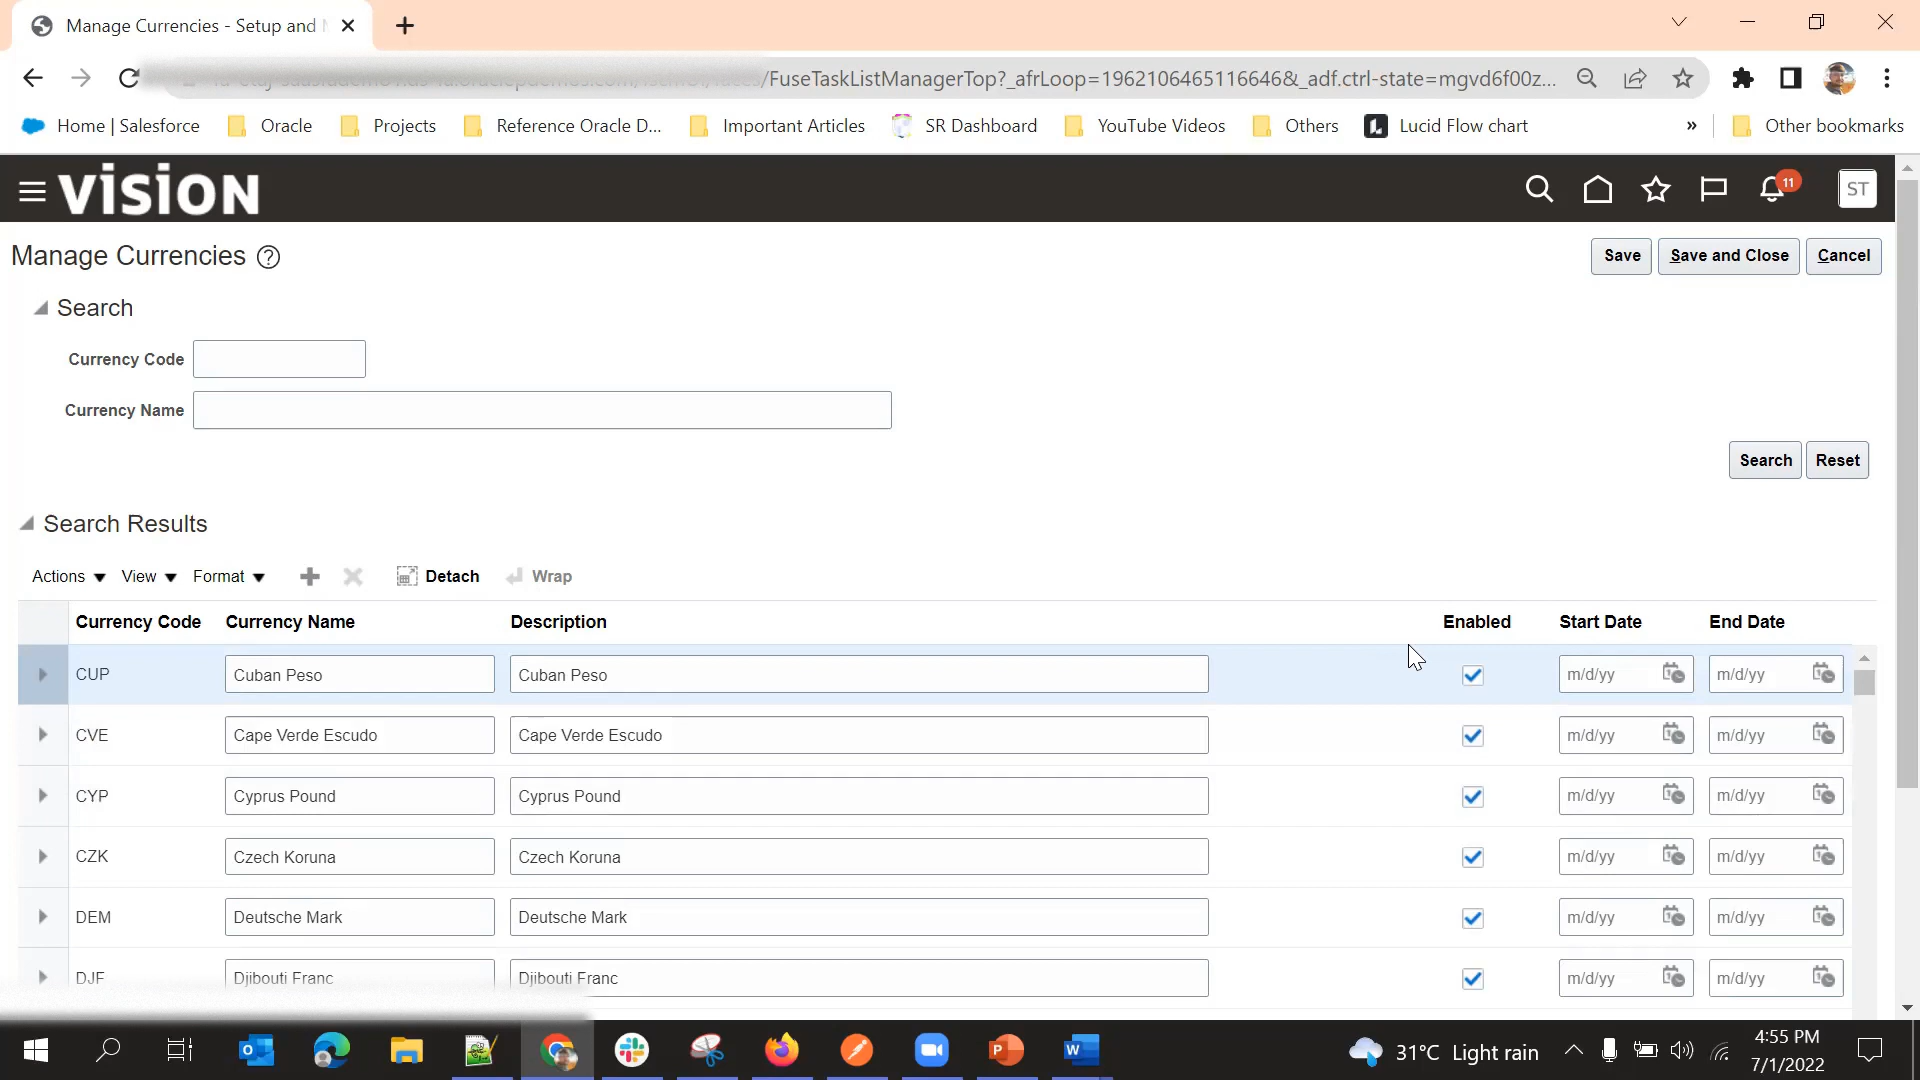 Manage Currencies - Setup and
/FuseTaskListManagerTop?_afrLoop=19621064651166468&_adf.ctrl-state=mgvd6f00z...
Home | Salesforce
Oracle
Projects
Reference Oracle D...
Important Articles
SR Dashboard
YouTube Videos
Others
Lucid Flow chart
»
Other bookmarks
VISION
11
ST
Manage Currencies ?
Save
Save and Close
Cancel
Search
Currency Code
Currency Name
Search
Reset
Search Results
Actions
View
Format
Detach
Wrap
Currency Code Currency Name Description Enabled Start Date End Date
CUP Cuban Peso Cuban Peso m/d/yy m/d/yy
CVE Cape Verde Escudo Cape Verde Escudo m/d/yy m/d/yy
CYP Cyprus Pound Cyprus Pound m/d/yy m/d/yy
CZK Czech Koruna Czech Koruna m/d/yy m/d/yy
DEM Deutsche Mark Deutsche Mark m/d/yy m/d/yy
DJF Djibouti Franc Djibouti Franc m/d/yy m/d/yy
31°C Light rain
4:55 PM
7/1/2022